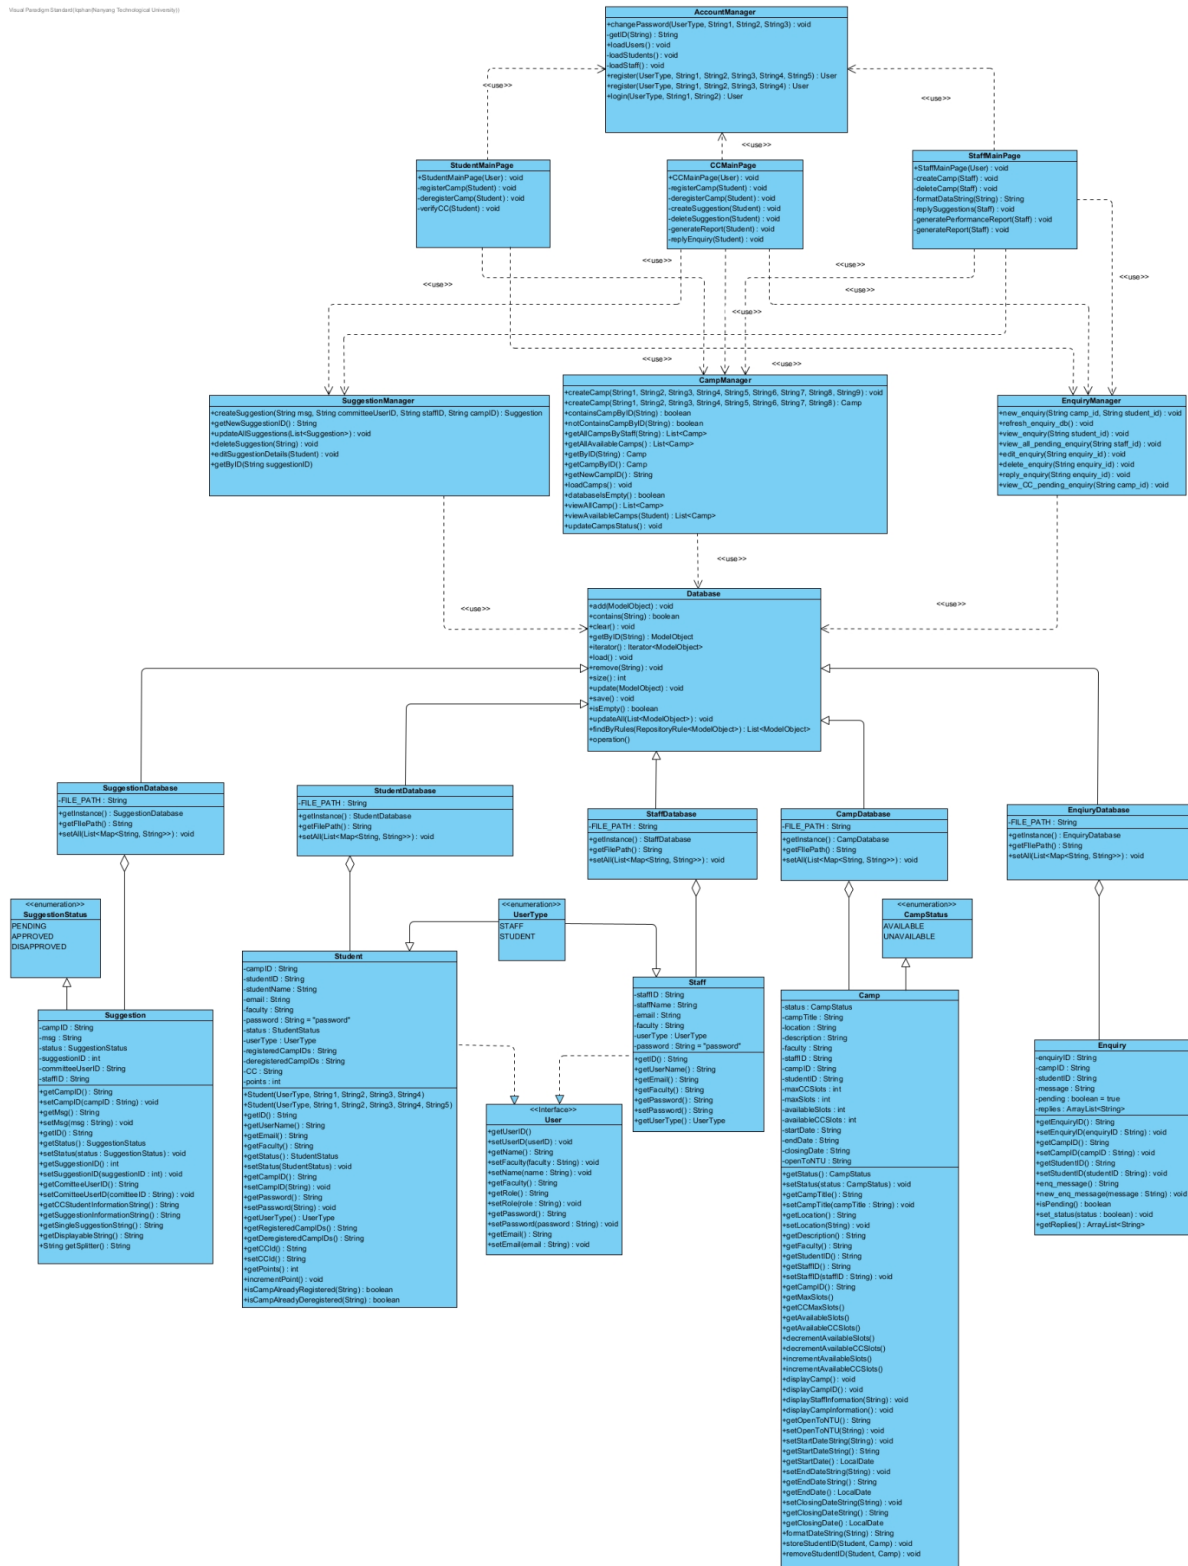 Visual Paradigm Standard(Nanyang Technological University)
AccountManager
+changePassword(UserType, String1, String2, String3) : void
-getID(String) : String
+loadUsers() : void
-loadStudents() : void
-loadStaff() : void
+register(UserType, String1, String2, String3, String4, String5) : User
+register(UserType, String1, String2, String3, String4) : User
+login(UserType, String1, String2) : User
<<use>>
<<use>>
<<use>>
StudentMainPage
+StudentMainPage(User) : void
-registerCamp(Student) : void
-deregisterCamp(Student) : void
-verifyCC(Student) : void
CCMainPage
+CCMainPage(User) : void
-registerCamp(Student) : void
-deregisterCamp(Student) : void
-createSuggestion(Student) : void
-deleteSuggestion(Student) : void
-generateReport(Student) : void
-replyEnquiry(Student) : void
StaffMainPage
+StaffMainPage(User) : void
-createCamp(Staff) : void
-deleteCamp(Staff) : void
-formatDataString(String) : String
-replySuggestions(Staff) : void
-generatePerformanceReport(Staff) : void
-generateReport(Staff) : void
<<use>>
<<use>>
<<use>>
<<use>>
<<use>>
<<use>>
<<use>>
<<use>>
SuggestionManager
+createSuggestion(String msg, String committeeUserID, String staffID, String campID) : Suggestion
+getNewSuggestionID() : String
+updateAllSuggestions(List<Suggestion>) : void
+deleteSuggestion(String) : void
+editSuggestionDetails(Student) : void
+getByID(String suggestionID)
CampManager
+createCamp(String1, String2, String3, String4, String5, String6, String7, String8, String9) : void
+createCamp(String1, String2, String3, String4, String5, String6, String7, String8) : Camp
+containsCampByID(String) : boolean
+notContainsCampByID(String) : boolean
+getAllCampsByStaff(String) : List<Camp>
+getAllAvailableCamps() : List<Camp>
+getByID(String) : Camp
+getCampByID() : Camp
+getNewCampID() : String
+loadCamps() : void
+databaseIsEmpty() : boolean
+viewAllCamp() : List<Camp>
+viewAvailableCamps(Student) : List<Camp>
+updateCampsStatus() : void
EnquiryManager
+new_enquiry(String camp_id, String student_id) : void
+refresh_enquiry_db() : void
+view_enquiry(String student_id) : void
+view_all_pending_enquiry(String staff_id) : void
+edit_enquiry(String enquiry_id) : void
+delete_enquiry(String enquiry_id) : void
+reply_enquiry(String enquiry_id) : void
+view_CC_pending_enquiry(String camp_id) : void
<<use>>
<<use>>
<<use>>
Database
+add(ModelObject) : void
+contains(String) : boolean
+clear() : void
+getByID(String) : ModelObject
+iterator() : Iterator<ModelObject>
+load() : void
+remove(String) : void
+size() : int
+update(ModelObject) : void
+save() : void
+isEmpty() : boolean
+updateAll(List<ModelObject>) : void
+findByRules(RepositoryRule<ModelObject>) : List<ModelObject>
+operation()
SuggestionDatabase
-FILE_PATH : String
+getInstance() : SuggestionDatabase
+getFilePath() : String
+setAll(List<Map<String, String>>) : void
StudentDatabase
-FILE_PATH : String
+getInstance() : StudentDatabase
+getFilePath() : String
+setAll(List<Map<String, String>>) : void
StaffDatabase
-FILE_PATH : String
+getInstance() : StaffDatabase
+getFilePath() : String
+setAll(List<Map<String, String>>) : void
CampDatabase
-FILE_PATH : String
+getInstance() : CampDatabase
+getFilePath() : String
+setAll(List<Map<String, String>>) : void
EnqiuryDatabase
-FILE_PATH : String
+getInstance() : EnquiryDatabase
+getFliePath() : String
+setAll(List<Map<String, String>>) : void
<<enumeration>>
SuggestionStatus
PENDING
APPROVED
DISAPPROVED
<<enumeration>>
UserType
STAFF
STUDENT
<<enumeration>>
CampStatus
AVAILABLE
UNAVAILABLE
Suggestion
-campID : String
-msg : String
-status : SuggestionStatus
-suggestionID : int
-committeeUserID : String
-staffID : String
+getCampID() : String
+setCampID(campID : String) : void
+getMsg() : String
+setMsg(msg : String) : void
+getID() : String
+getStatus() : SuggestionStatus
+setStatus(status : SuggestionStatus) : void
+getSuggestionID() : int
+setSuggestionID(suggestionID : int) : void
+getComitteeUserID() : String
+setComitteeUserID(comitteeID : String) : void
+getCCStudentInformationString() : String
+getSuggestionInformationString() : String
+getSingleSuggestionString() : String
+getDisplayableString() : String
+String getSplitter() : String
Student
-campID : String
-studentID : String
-studentName : String
-email : String
-faculty : String
-password : String = "password"
-status : StudentStatus
-userType : UserType
-registeredCampIDs : String
-deregisteredCampIDs : String
-CC : String
-points : int
+Student(UserType, String1, String2, String3, String4)
+Student(UserType, String1, String2, String3, String4, String5)
+getID() : String
+getUserName() : String
+getEmail() : String
+getFaculty() : String
+getStatus() : StudentStatus
+setStatus(StudentStatus) : void
+getCampID() : String
+setCampID(String) : void
+getPassword() : String
+setPassword(String) : void
+getUserType() : UserType
+getRegisteredCampIDs() : String
+getDeregisteredCampIDs() : String
+getCCId() : String
+setCCId() : String
+getPoints() : int
+incrementPoint() : void
+isCampAlreadyRegistered(String) : boolean
+isCampAlreadyDeregistered(String) : boolean
Staff
-staffID : String
-staffName : String
-email : String
-faculty : String
-userType : UserType
-password : String = "password"
+getID() : String
+getUserName() : String
+getEmail() : String
+getFaculty() : String
+getPassword() : String
+setPassword() : String
+getUserType() : UserType
<<Interface>>
User
+getUserID()
+setUserID(userID) : void
+getName() : String
+setFaculty(faculty : String) : void
+setName(name : String) : void
+getFaculty() : String
+getRole() : String
+setRole(role : String) : void
+getPassword() : String
+setPassword(password : String) : void
+getEmail() : String
+setEmail(email : String) : void
Camp
-status : CampStatus
-campTitle : String
-location : String
-description : String
-faculty : String
-staffID : String
-campID : String
-studentID : String
-maxCCSlots : int
-maxSlots : int
-availableSlots : int
-availableCCSlots : int
-startDate : String
-endDate : String
-closingDate : String
-openToNTU : String
+getStatus() : CampStatus
+setStatus(status : CampStatus) : void
+getCampTitle() : String
+setCampTitle(campTitle : String) : void
+getLocation() : String
+setLocation(String) : void
+getDescription() : String
+getFaculty() : String
+getStudentID() : String
+getStaffID() : String
+setStaffID(staffID : String) : void
+getCampID() : String
+getMaxSlots()
+getCCMaxSlots()
+getAvailableSlots()
+getAvailableCCSlots()
+decrementAvailableSlots()
+decrementAvailableCCSlots()
+incrementAvailableSlots()
+incrementAvailableCCSlots()
+displayCamp() : void
+displayCampID() : void
+displayStaffInformation(String) : void
+displayCampInformation() : void
+getOpenToNTU() : String
+setOpenToNTU(String) : void
+setStartDateString(String) : void
+getStartDateString() : String
+getStartDate() : LocalDate
+setEndDateString(String) : void
+getEndDateString() : String
+getEndDate() : LocalDate
+setClosingDateString(String) : void
+getClosingDateString() : String
+getClosingDate() : LocalDate
+formatDateString(String) : String
+storeStudentID(Student, Camp) : void
+removeStudentID(Student, Camp) : void
Enquiry
-enquiryID : String
-campID : String
-studentID : String
-message : String
-pending : boolean = true
-replies : ArrayList<String>
+getEnquiryID() : String
+setEnquiryID(enquiryID : String) : void
+getCampID() : String
+setCampID(campID : String) : void
+getStudentID() : String
+setStudentID(studentID : String) : void
+enq_message() : String
+new_enq_message(message : String) : void
+isPending() : boolean
+set_status(status : boolean) : void
+getReplies() : ArrayList<String>